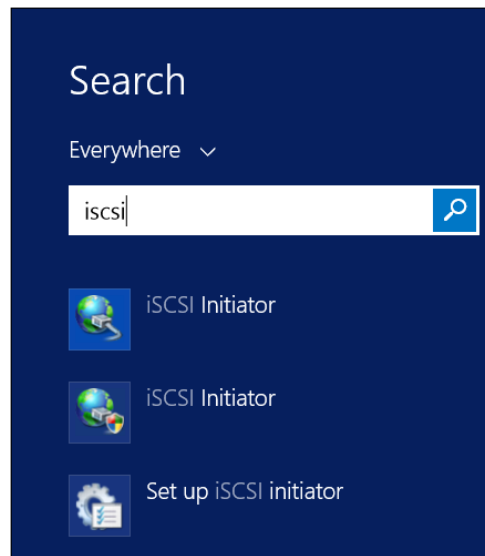 Search
Everywhere
iscsi
iSCSI Initiator
iSCSI Initiator
Set up iSCSI initiator